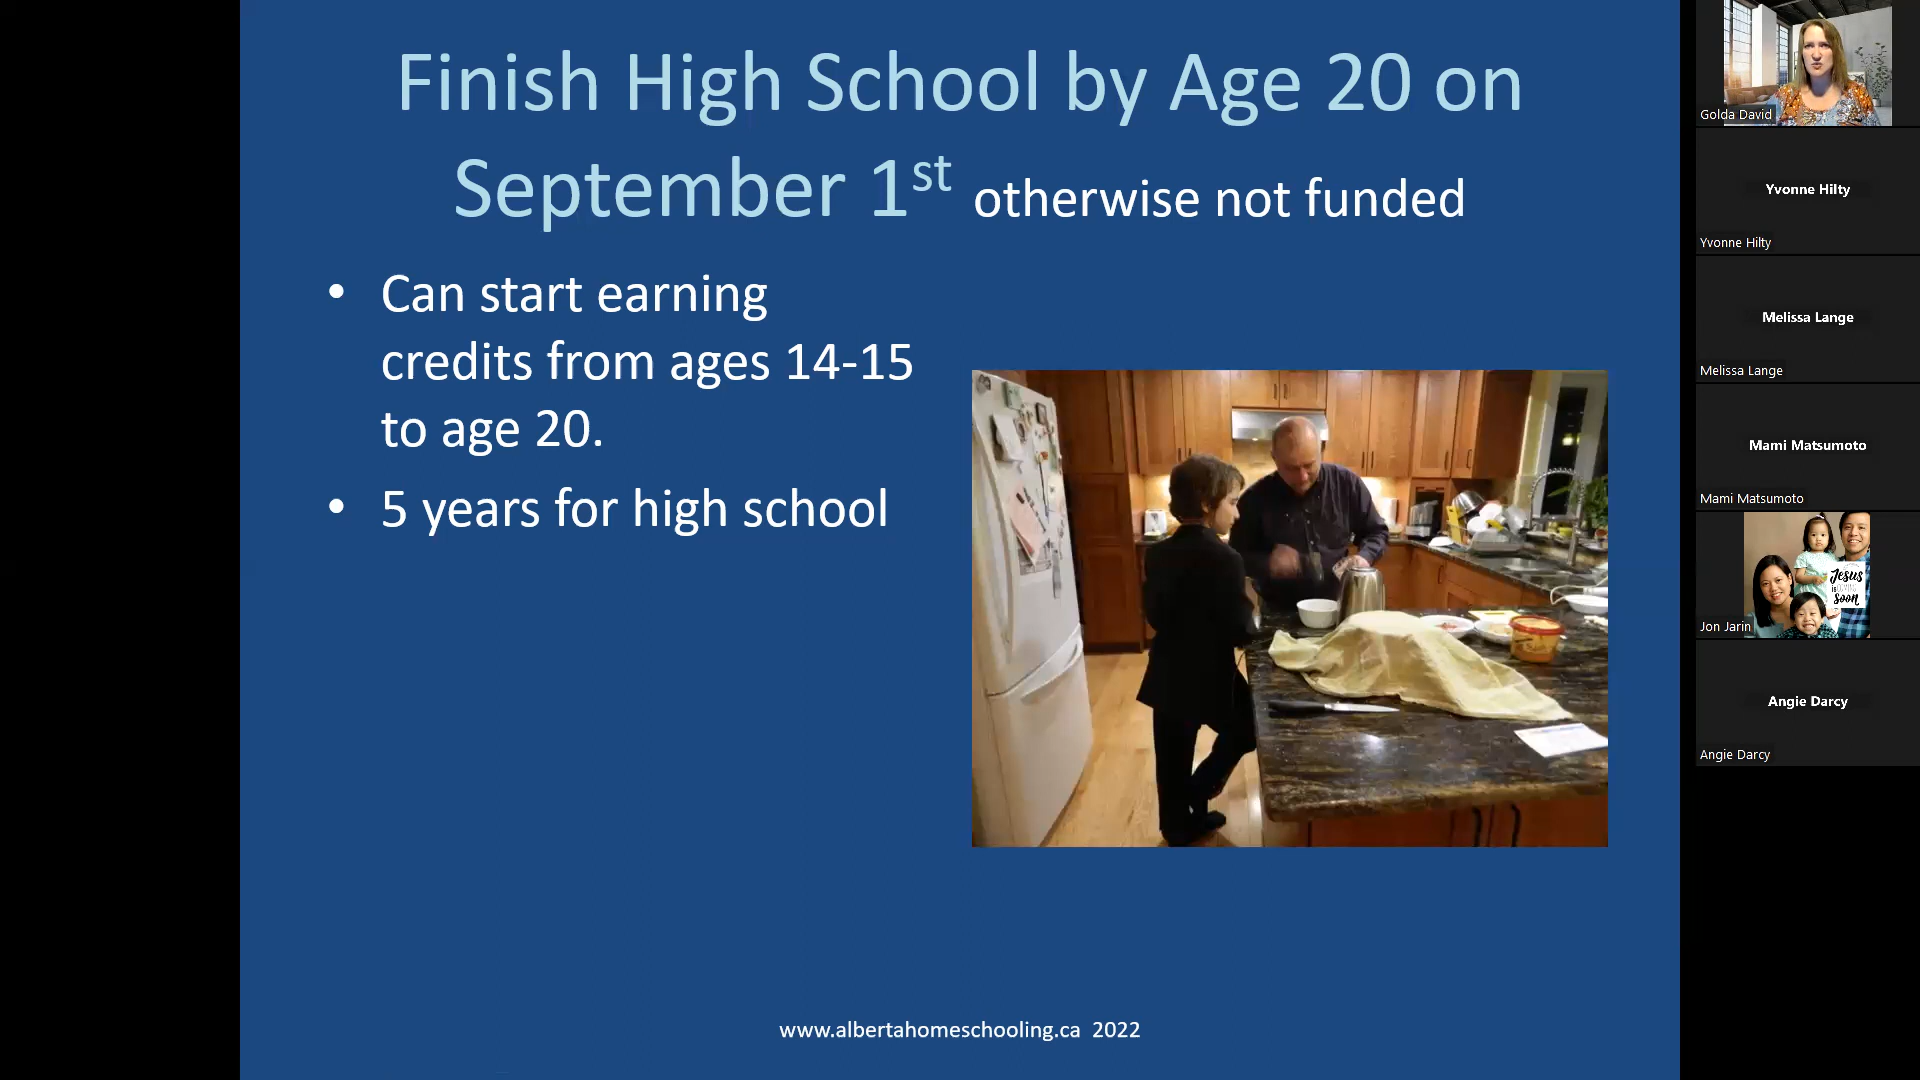 Finish High School by Age 20 on
September 1st otherwise not funded
• Can start earning
credits from ages 14-15
to age 20.
• 5 years for high school
www.albertahomeschooling.ca 2022
Golda David
Yvonne Hilty
Yvonne Hilty
Melissa Lange
Melissa Lange
Mami Matsumoto
Mami Matsumoto
Jesus
is
soon
Jon Jarin
Angie Darcy
Angie Darcy